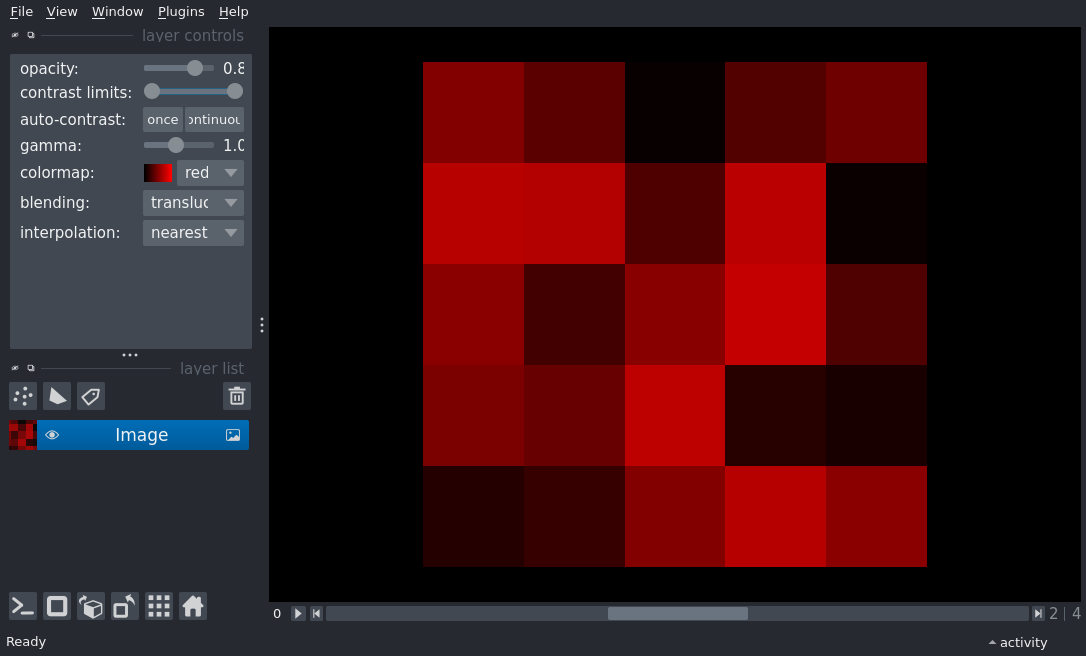 File View Window Plugins Help
layer controls
opacity: 0.8
contrast limits:
auto-contrast: once ontinuou
gamma: 1.0
colormap: red
blending: transluc
interpolation: nearest
layer list
Image
0 2 | 4
Ready
activity